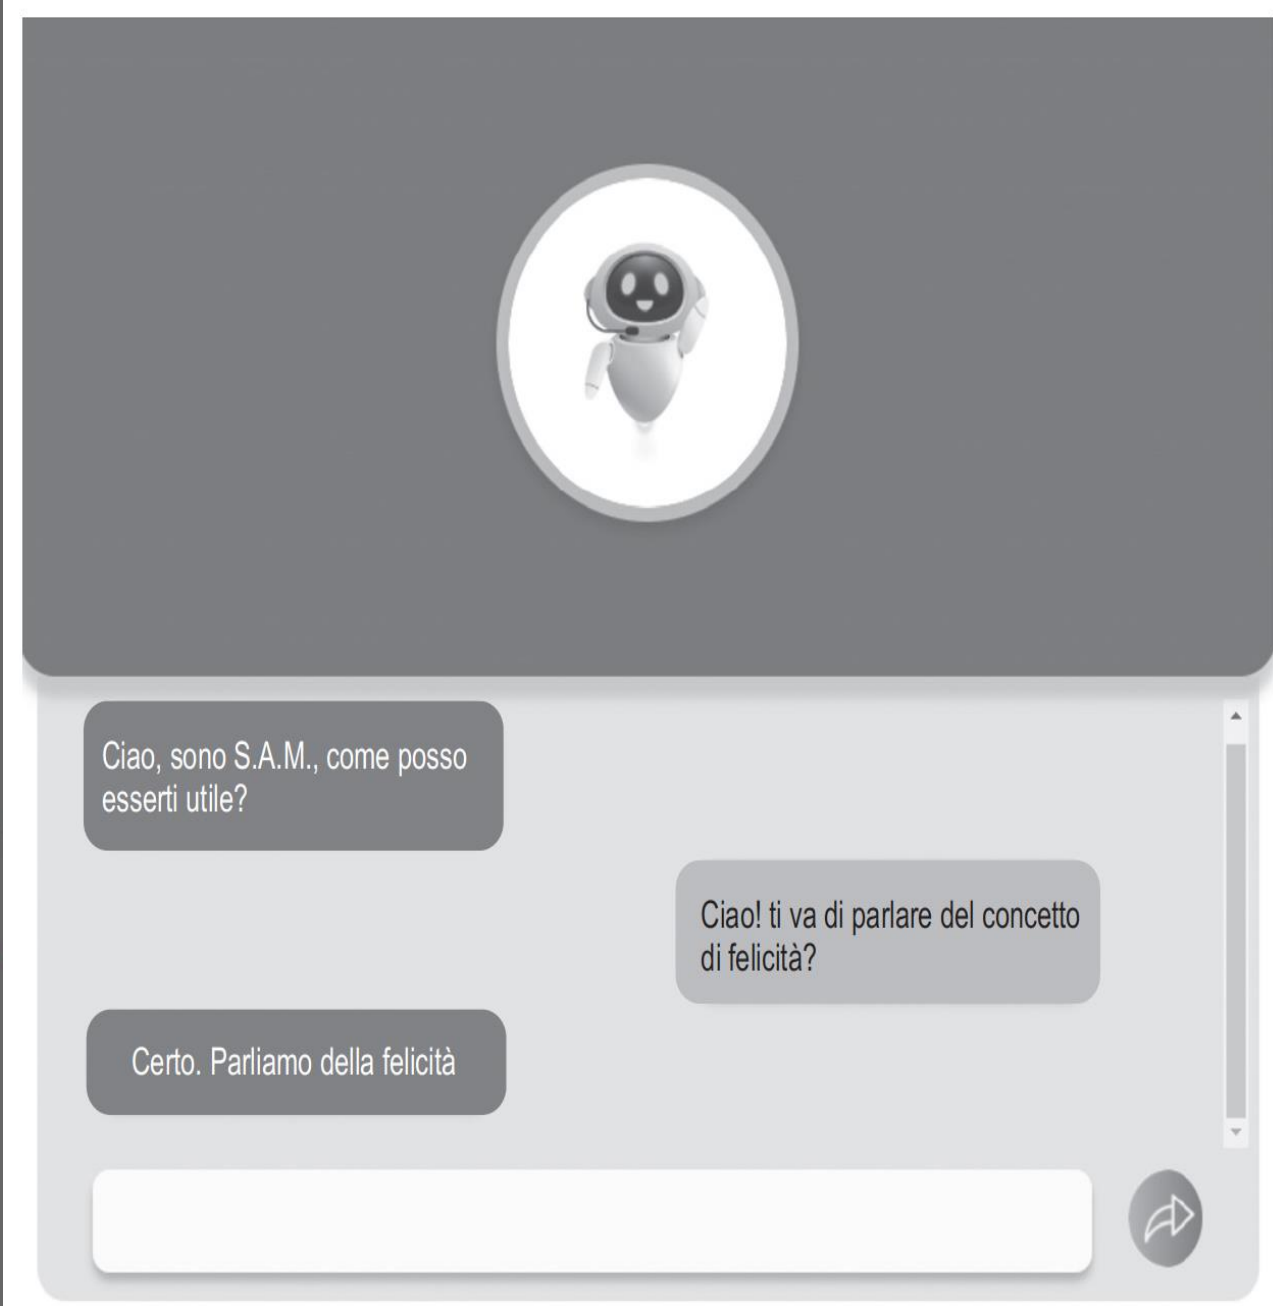 Ciao, sono S.A.M., come posso
esserti utile?
Ciao! ti va di parlare del concetto
di felicità?
Certo. Parliamo della felicità